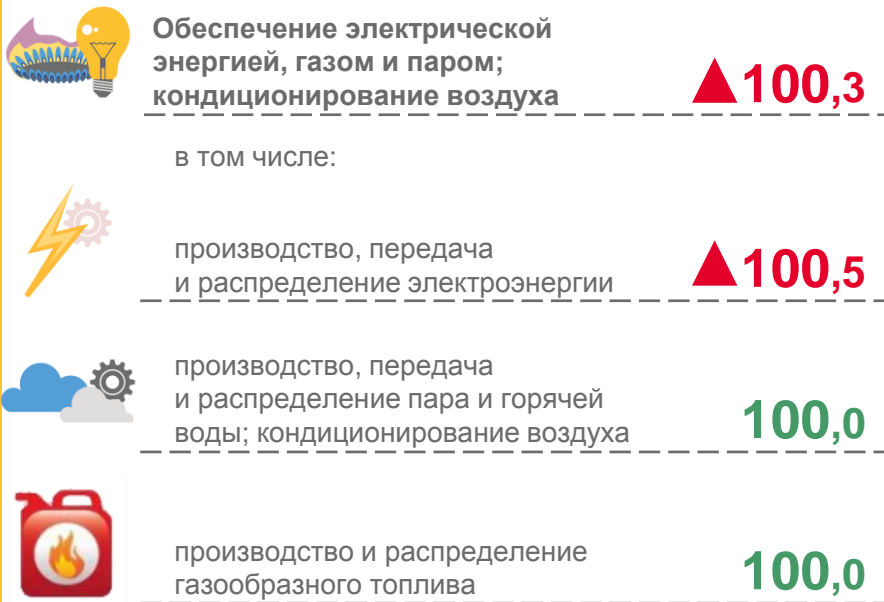 Обеспечение электрической
энергией, газом и паром;
кондиционирование воздуха
▲100,3
в том числе:
производство, передача
и распределение электроэнергии
▲100,5
производство, передача
и распределение пара и горячей
воды; кондиционирование воздуха
100,0
производство и распределение
газообразного топлива
100,0